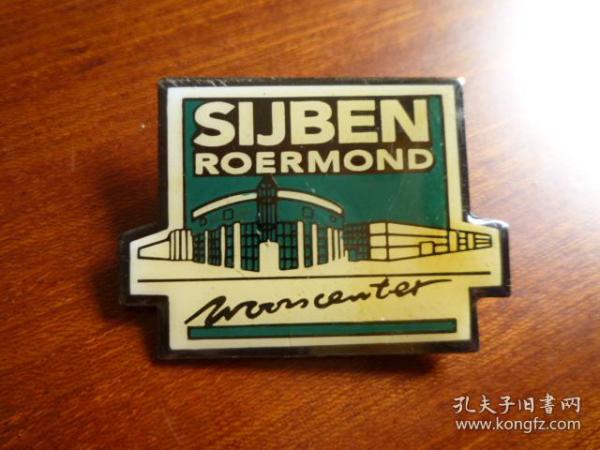 SIJBEN
ROERMOND
Wooncenter
孔夫子旧书网
www.kongfz.com